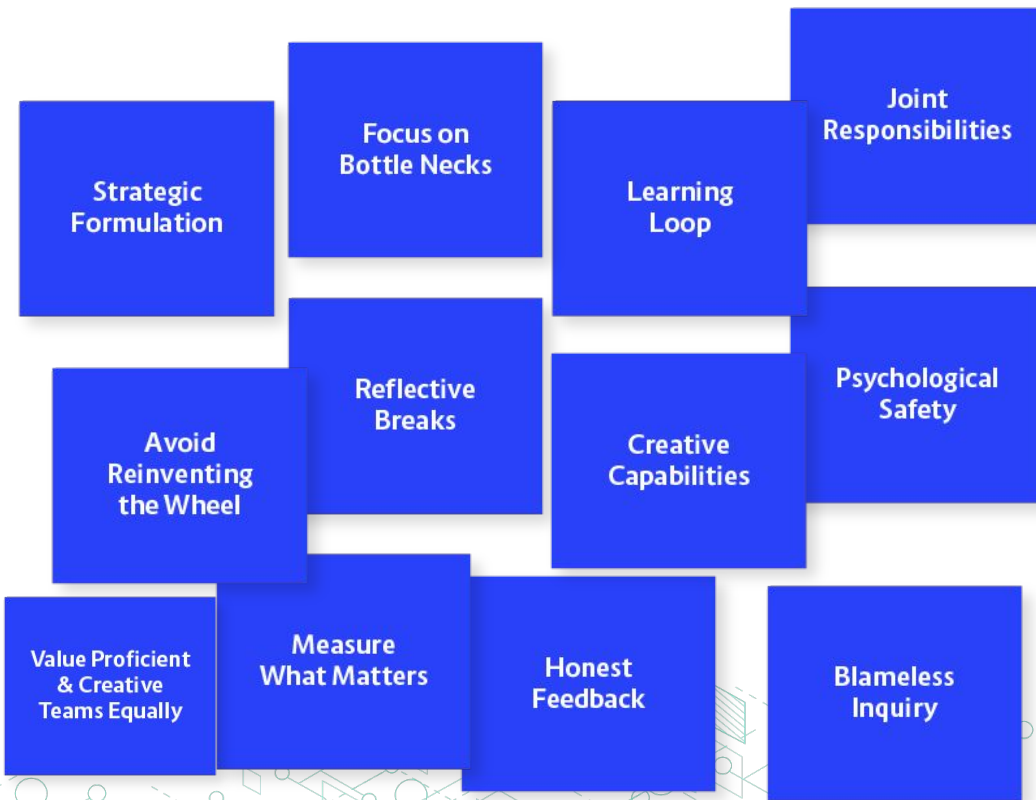 Strategic
Formulation
Focus on
Bottle Necks
Learning
Loop
Joint
Responsibilities
Avoid
Reinventing
the Wheel
Reflective
Breaks
Creative
Capabilities
Psychological
Safety
Value Proficient
& Creative
Teams Equally
Measure
What Matters
Honest
Feedback
Blameless
Inquiry